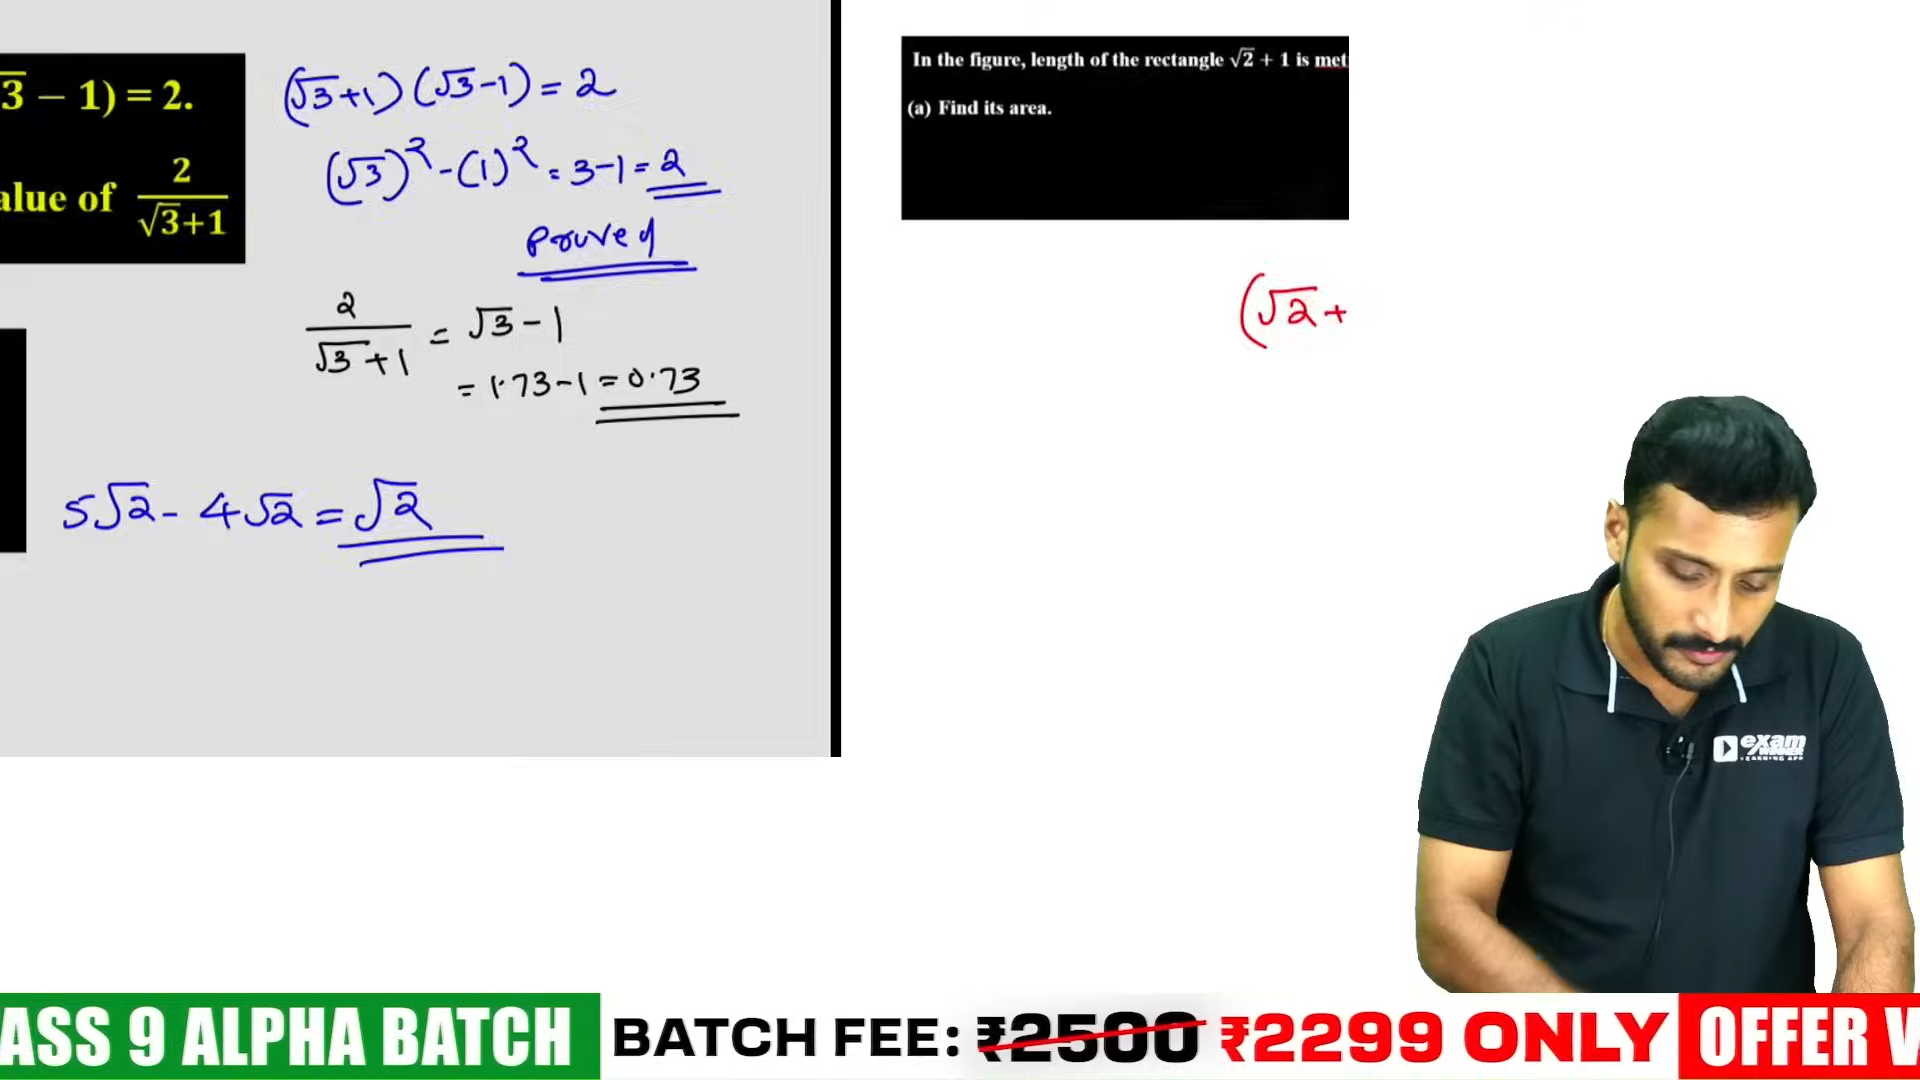 √3 – 1) = 2.
alue of 2/(√3+1)
(√3+1)(√3-1) = 2
(√3)² - (1)² = 3-1 = 2
Proved
2/(√3+1) = √3 - 1
= 1.73-1 = 0.73
5√2 - 4√2 = √2
In the figure, length of the rectangle √2 + 1 is met
(a) Find its area.
(√2+
exam
WINNER
LEARNING APP
ASS 9 ALPHA BATCH
BATCH FEE: ₹2500 ₹2299 ONLY
OFFER V